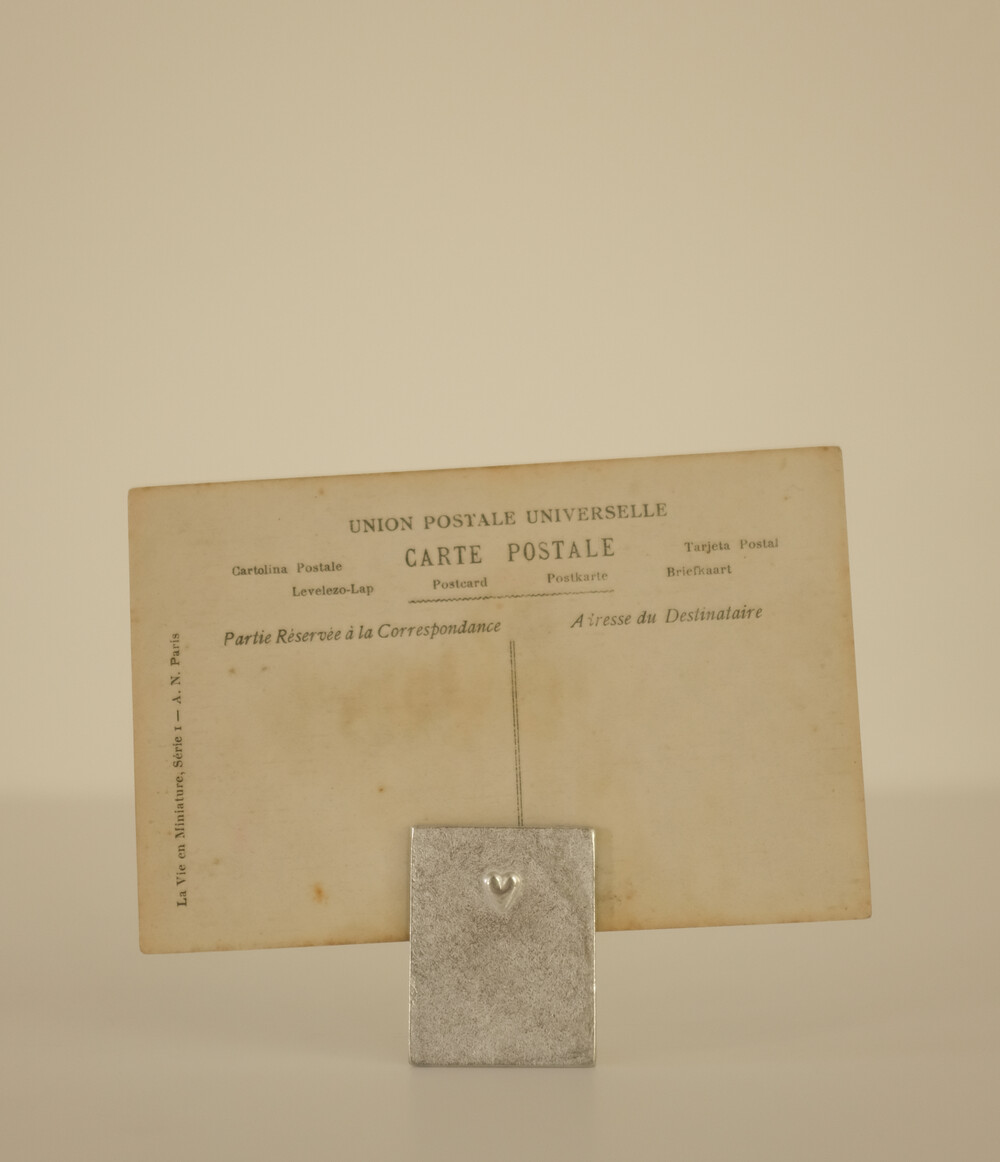 UNION POSTALE UNIVERSELLE
CARTE POSTALE
Cartolina Postale
Tarjeta Postal
Levelezo-Lap
Postcard
Postkarte
Briefkaart
Partie Réservée à la Correspondance
Adresse du Destinataire
La Vie en Miniature, Série 1 — A. N. Paris